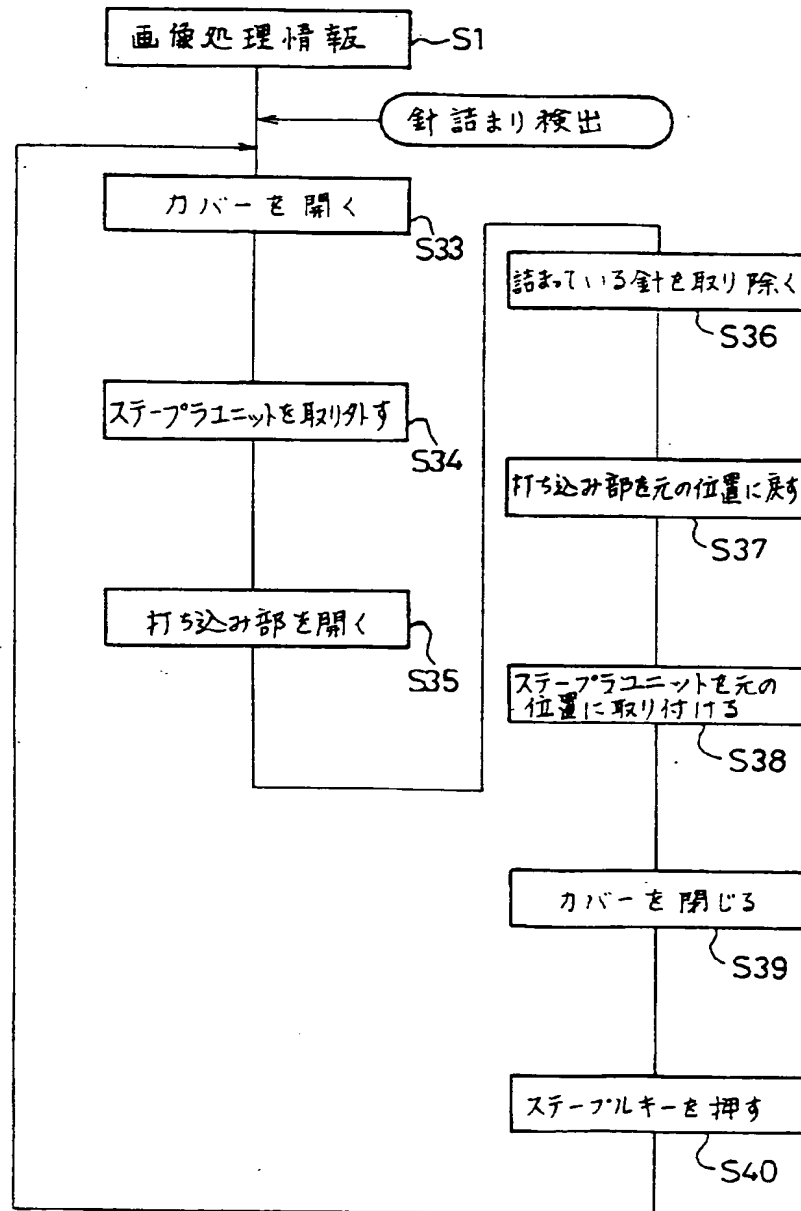 画像処理情報
S1
針詰まり検出
カバーを開く
S33
ステープラユニットを取り外す
S34
打ち込み部を開く
S35
詰まっている針を取り除く
S36
打ち込み部を元の位置に戻す
S37
ステープラユニットを元の
位置に取り付ける
S38
カバーを閉じる
S39
ステープルキーを押す
S40